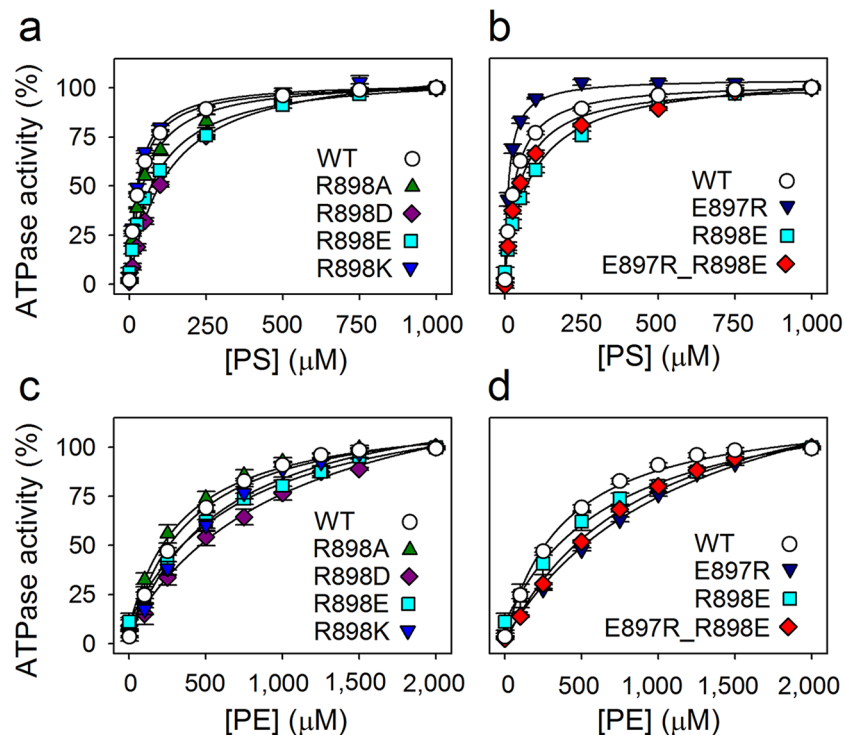 a
b
ATPase activity (%)
100
75
50
25
0
WT
R898A
R898D
R898E
R898K
0 250 500 750 1,000
[PS] (μM)
WT
E897R
R898E
E897R_R898E
0 250 500 750 1,000
[PS] (μM)
c
d
ATPase activity (%)
100
75
50
25
0
WT
R898A
R898D
R898E
R898K
0 500 1,000 1,500 2,000
[PE] (μM)
WT
E897R
R898E
E897R_R898E
0 500 1,000 1,500 2,000
[PE] (μM)